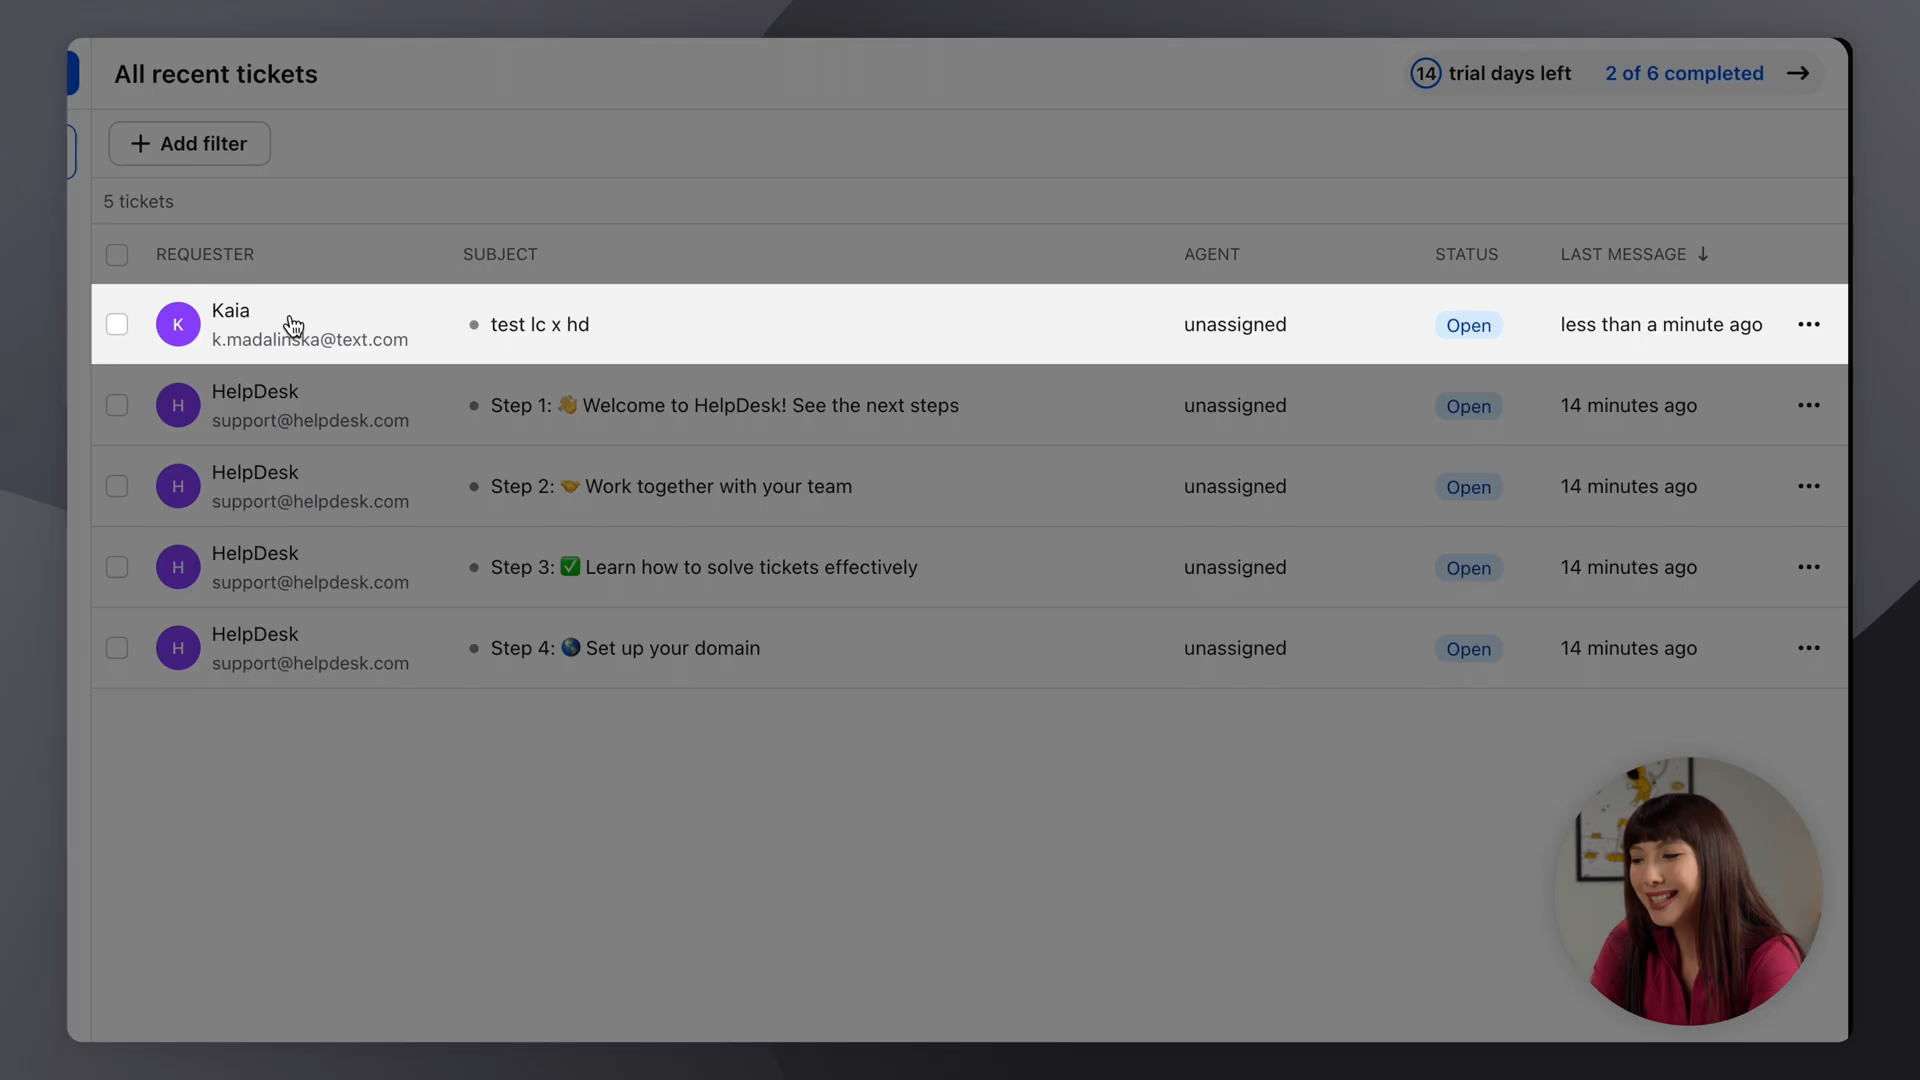 All recent tickets
14 trial days left 2 of 6 completed →
+ Add filter
5 tickets
REQUESTER SUBJECT AGENT STATUS LAST MESSAGE ↓
K Kaia
k.madalinska@text.com
test lc x hd unassigned Open less than a minute ago
H HelpDesk
support@helpdesk.com
Step 1: 👋 Welcome to HelpDesk! See the next steps unassigned Open 14 minutes ago
H HelpDesk
support@helpdesk.com
Step 2: 🤝 Work together with your team unassigned Open 14 minutes ago
H HelpDesk
support@helpdesk.com
Step 3: ✅ Learn how to solve tickets effectively unassigned Open 14 minutes ago
H HelpDesk
support@helpdesk.com
Step 4: 🌎 Set up your domain unassigned Open 14 minutes ago